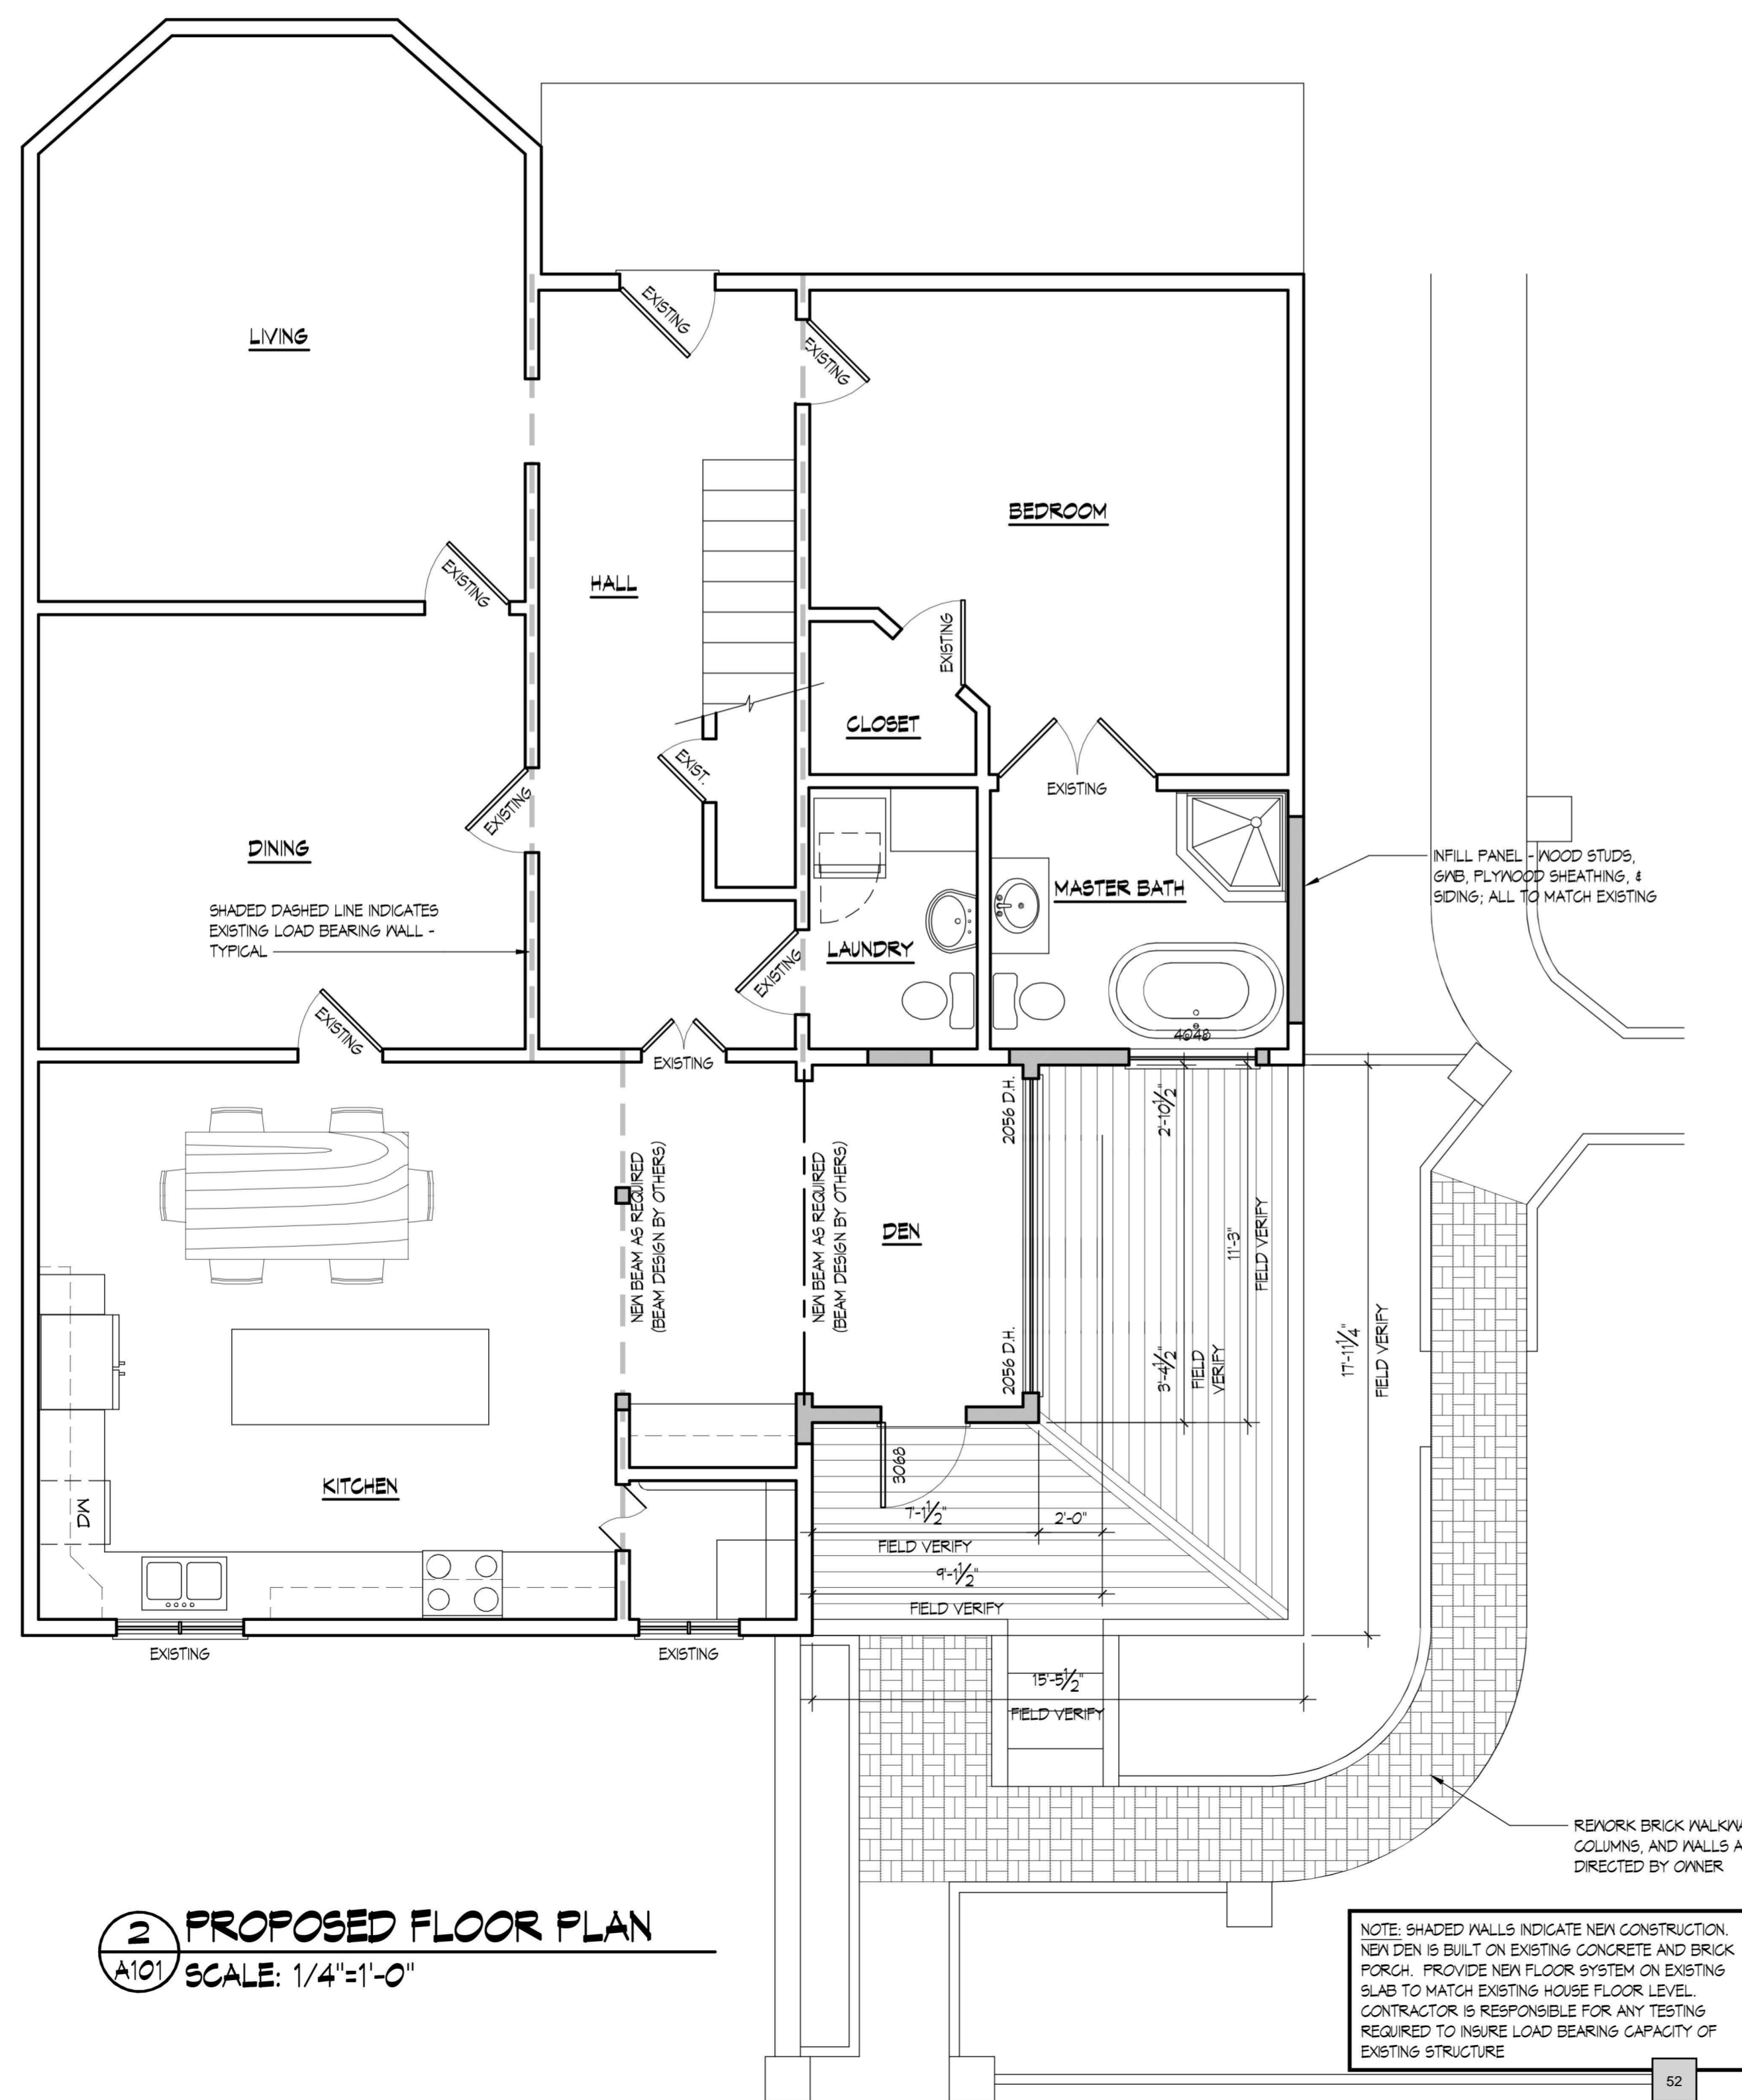 LIVING
EXISTING
EXISTING
BEDROOM
EXISTING
HALL
EXISTING
CLOSET
EXIST.
EXISTING
EXISTING
DINING
INFILL PANEL - WOOD STUDS,
GWB, PLYWOOD SHEATHING, &
SIDING; ALL TO MATCH EXISTING
MASTER BATH
SHADED DASHED LINE INDICATES
EXISTING LOAD BEARING WALL -
TYPICAL
LAUNDRY
EXISTING
EXISTING
4048
EXISTING
2056 D.H.
2'-10½"
NEW BEAM AS REQUIRED
(BEAM DESIGN BY OTHERS)
NEW BEAM AS REQUIRED
(BEAM DESIGN BY OTHERS)
DEN
11'-3"
FIELD VERIFY
2056 D.H.
3'-4½"
FIELD
VERIFY
17'-11¼"
FIELD VERIFY
KITCHEN
DW
3068
7'-1½"
2'-0"
FIELD VERIFY
9'-1½"
FIELD VERIFY
EXISTING
EXISTING
15'-5½"
FIELD VERIFY
COLUMNS, AND WALLS A
REWORK BRICK WALKWA
DIRECTED BY OWNER
2
A101
PROPOSED FLOOR PLAN
SCALE: 1/4"=1'-0"
NOTE: SHADED WALLS INDICATE NEW CONSTRUCTION.
NEW DEN IS BUILT ON EXISTING CONCRETE AND BRICK
PORCH. PROVIDE NEW FLOOR SYSTEM ON EXISTING
SLAB TO MATCH EXISTING HOUSE FLOOR LEVEL.
CONTRACTOR IS RESPONSIBLE FOR ANY TESTING
REQUIRED TO INSURE LOAD BEARING CAPACITY OF
EXISTING STRUCTURE
52